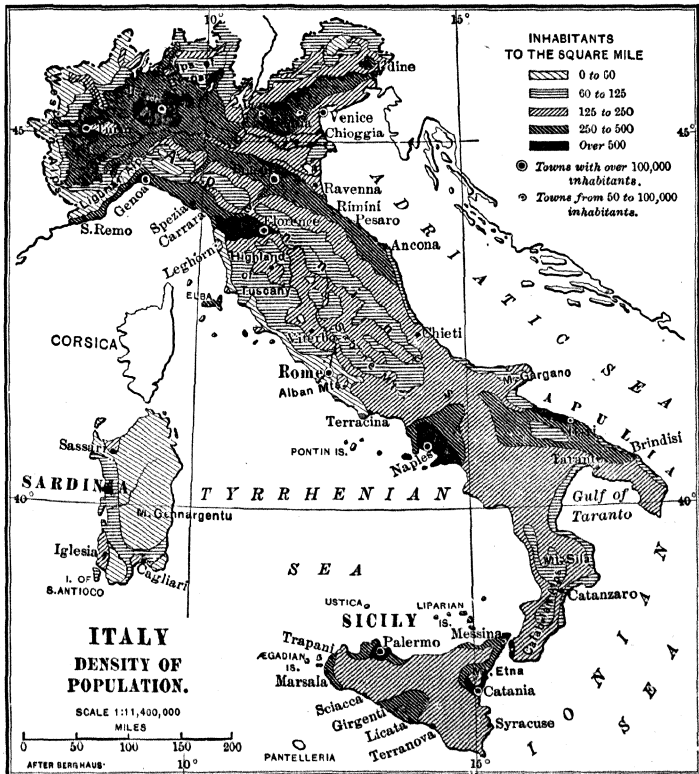 10°
15°
INHABITANTS
TO THE SQUARE MILE
0 to 60
60 to 125
125 to 250
250 to 500
Over 500
Towns with over 100,000
inhabitants.
Towns from 50 to 100,000
inhabitants.
Venice
Chioggia
45°
45
Genoa
S. Remo
Spezia
Carrara
Ravenna
Rimini
Pesaro
Ancona
Florence
Leghorn
Highland
of
Tuscany
ELBA
CORSICA
ADRIATIC SEA
Viterbo
Chieti
Rome
Alban Mts.
M. Gargano
APULIA
Terracina
Brindisi
PONTIN IS.
Naples
Sassari
SARDINIA
TYRRHENIAN
SEA
Gulf of
Taranto
40°
40°
M. Gennargentu
Iglesia
Cagliari
I. OF
S. ANTIOCO
M. Sila
Catanzaro
USTICA
LIPARIAN
IS.
SICILY
Messina
Trapani
Palermo
ÆGADIAN
IS.
Marsala
Etna
Catania
Sciacca
Girgenti
Licata
Terranova
Syracuse
IONIAN
SEA
PANTELLERIA
ITALY
DENSITY OF
POPULATION.
SCALE 1:11,400,000
MILES
0 50 100 150 200
AFTER BERGHAUS.
10°
15°